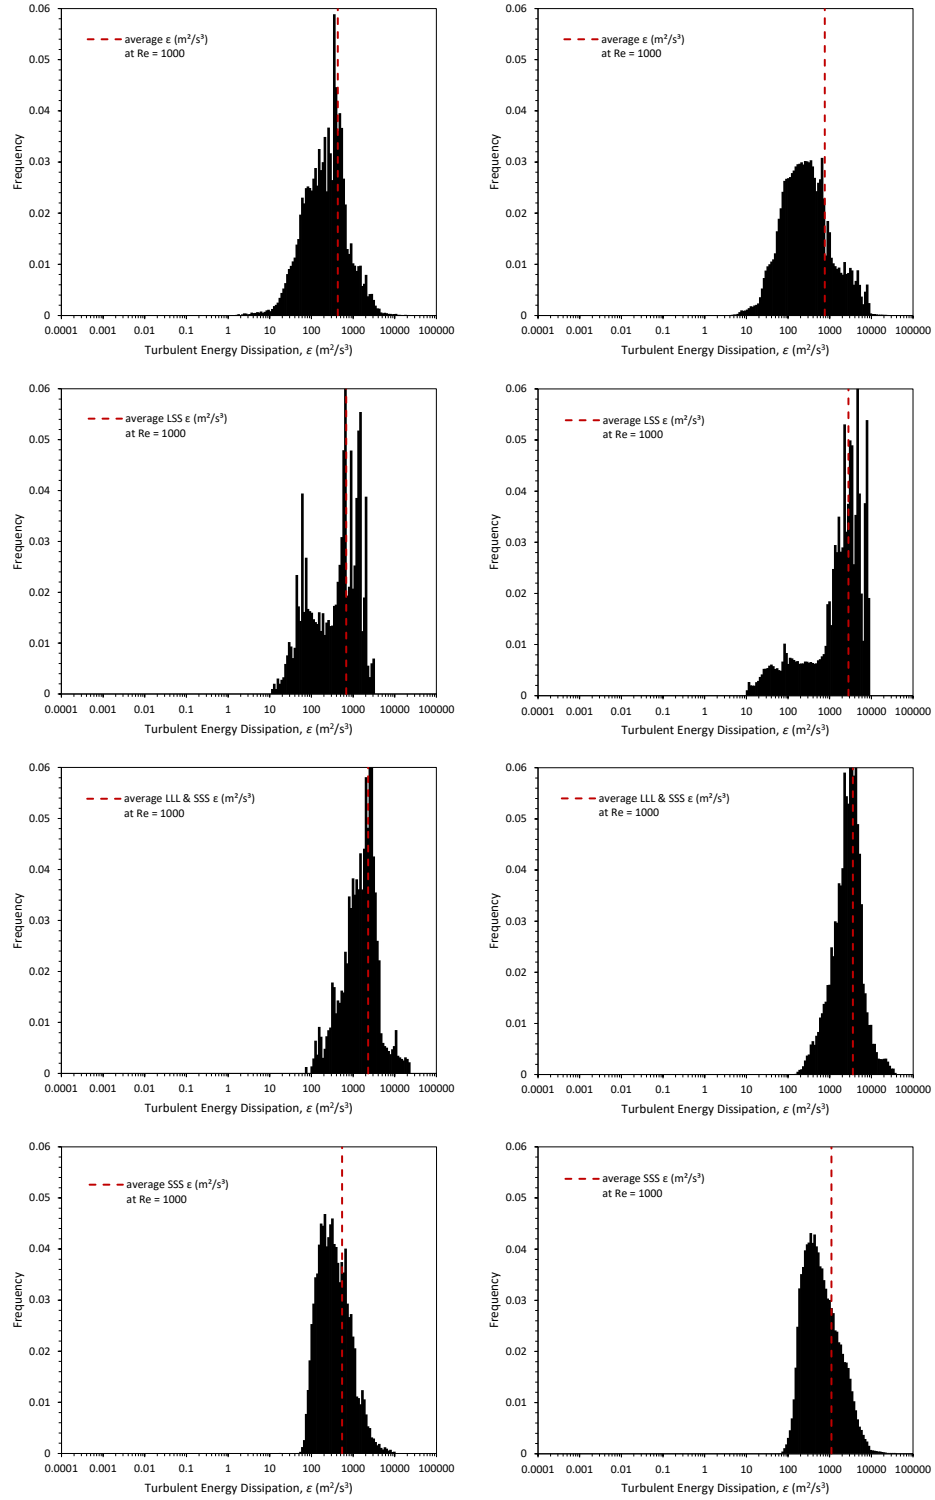 0.06
0.05
0.04
0.03
0.02
0.01
0
Frequency
average ε (m²/s³)
at Re = 1000
0.0001 0.001 0.01 0.1 1 10 100 1000 10000 100000
Turbulent Energy Dissipation, ε (m²/s³)
0.06
0.05
0.04
0.03
0.02
0.01
0
Frequency
average ε (m²/s³)
at Re = 1000
0.0001 0.001 0.01 0.1 1 10 100 1000 10000 100000
Turbulent Energy Dissipation, ε (m²/s³)
0.06
0.05
0.04
0.03
0.02
0.01
0
Frequency
average LSS ε (m²/s³)
at Re = 1000
0.0001 0.001 0.01 0.1 1 10 100 1000 10000 100000
Turbulent Energy Dissipation, ε (m²/s³)
0.06
0.05
0.04
0.03
0.02
0.01
0
Frequency
average LSS ε (m²/s³)
at Re = 1000
0.0001 0.001 0.01 0.1 1 10 100 1000 10000 100000
Turbulent Energy Dissipation, ε (m²/s³)
0.06
0.05
0.04
0.03
0.02
0.01
0
Frequency
average LLL & SSS ε (m²/s³)
at Re = 1000
0.0001 0.001 0.01 0.1 1 10 100 1000 10000 100000
Turbulent Energy Dissipation, ε (m²/s³)
0.06
0.05
0.04
0.03
0.02
0.01
0
Frequency
average LLL & SSS ε (m²/s³)
at Re = 1000
0.0001 0.001 0.01 0.1 1 10 100 1000 10000 100000
Turbulent Energy Dissipation, ε (m²/s³)
0.06
0.05
0.04
0.03
0.02
0.01
0
Frequency
average SSS ε (m²/s³)
at Re = 1000
0.0001 0.001 0.01 0.1 1 10 100 1000 10000 100000
Turbulent Energy Dissipation, ε (m²/s³)
0.06
0.05
0.04
0.03
0.02
0.01
0
Frequency
average SSS ε (m²/s³)
at Re = 1000
0.0001 0.001 0.01 0.1 1 10 100 1000 10000 100000
Turbulent Energy Dissipation, ε (m²/s³)